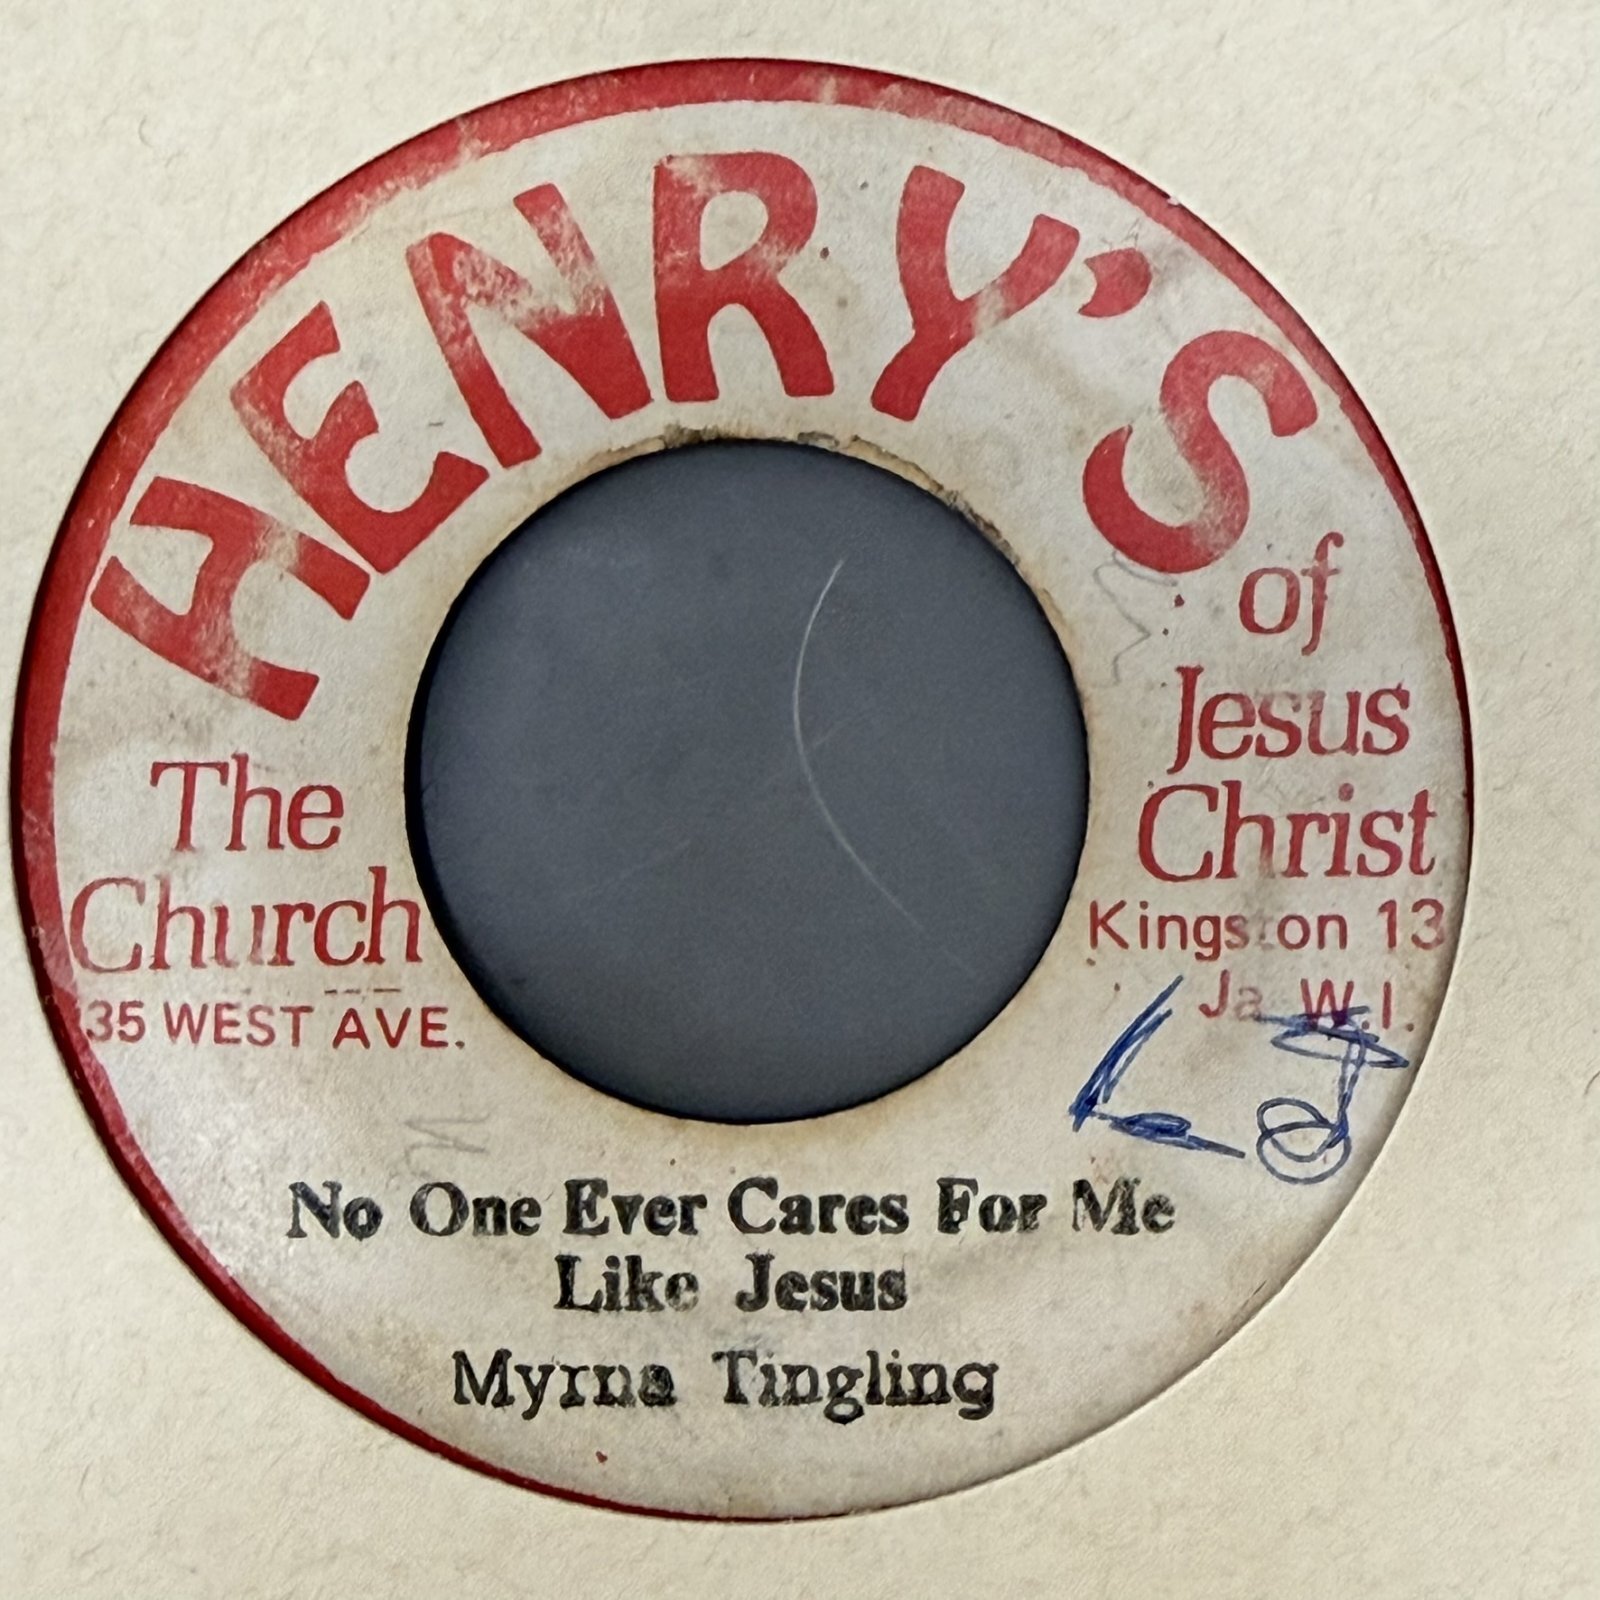 HENRY'S
The
Church
35 WEST AVE.
of
Jesus
Christ
Kingston 13
Ja. W.I.
LJ
No One Ever Cares For Me
Like Jesus
Myrna Tingling